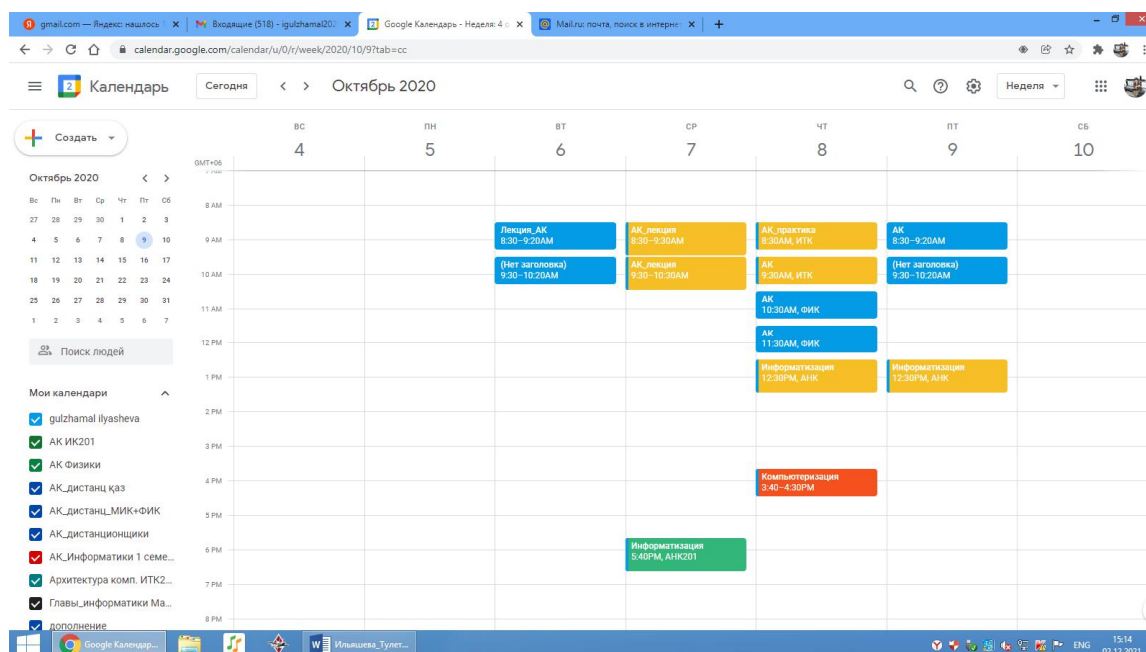 gmail.com — Яндекс: нашлось
Входящие (518) - igulzhamal202
Google Календарь - Неделя: 4 о
Mail.ru: почта, поиск в интернет
calendar.google.com/calendar/u/0/r/week/2020/10/9?tab=cc
2 Календарь
Сегодня
Октябрь 2020
Неделя
Создать
ВС ПН ВТ СР ЧТ ПТ СБ
4 5 6 7 8 9 10
GMT+06
Октябрь 2020
Вс Пн Вт Ср Чт Пт Сб
27 28 29 30 1 2 3
4 5 6 7 8 9 10
11 12 13 14 15 16 17
18 19 20 21 22 23 24
25 26 27 28 29 30 31
1 2 3 4 5 6 7
Поиск людей
Мои календари
gulzhamal ilyasheva
АК ИК201
АК Физики
АК_дистанц қаз
АК_дистанц_МИК+ФИК
АК_дистанционщики
АК_Информатики 1 семе...
Архитектура комп. ИТК2...
Главы_информатики Ма...
дополнение
8 AM
9 AM
10 AM
11 AM
12 PM
1 PM
2 PM
3 PM
4 PM
5 PM
6 PM
7 PM
8 PM
Лекция_АК
8:30–9:20AM
(Нет заголовка)
9:30–10:20AM
АК_лекция
8:30–9:30AM
АК_лекция
9:30–10:30AM
Информатизация
5:40PM, АНК201
АК_практика
8:30AM, ИТК
АК
9:30AM, ИТК
АК
10:30AM, ФИК
АК
11:30AM, ФИК
Информатизация
12:30PM, АНК
Компьютеризация
3:40–4:30PM
АК
8:30–9:20AM
(Нет заголовка)
9:30–10:20AM
Информатизация
12:30PM, АНК
Google Календар...
Ильяшева_Тулет...
ENG
15:14
02.12.2021